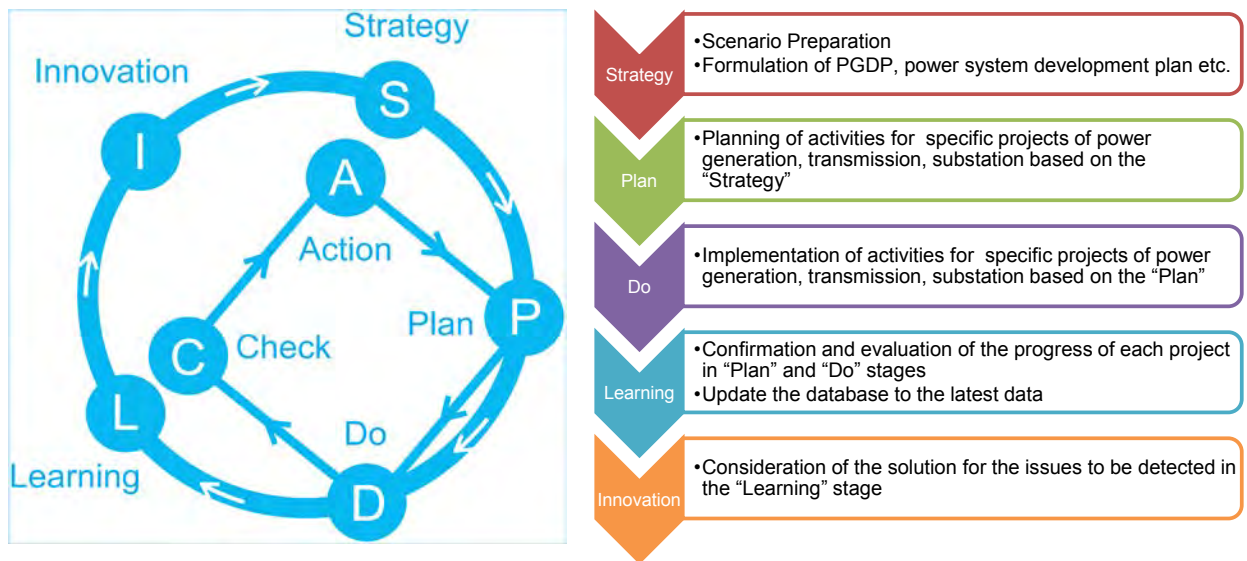 Strategy
Innovation
S
I
A
Action
Plan
P
C
Check
L
Do
Learning
D
Strategy
•Scenario Preparation
•Formulation of PGDP, power system development plan etc.
Plan
•Planning of activities for specific projects of power
generation, transmission, substation based on the
“Strategy”
Do
•Implementation of activities for specific projects of power
generation, transmission, substation based on the “Plan”
Learning
•Confirmation and evaluation of the progress of each project
in “Plan” and “Do” stages
•Update the database to the latest data
Innovation
•Consideration of the solution for the issues to be detected in
the “Learning” stage